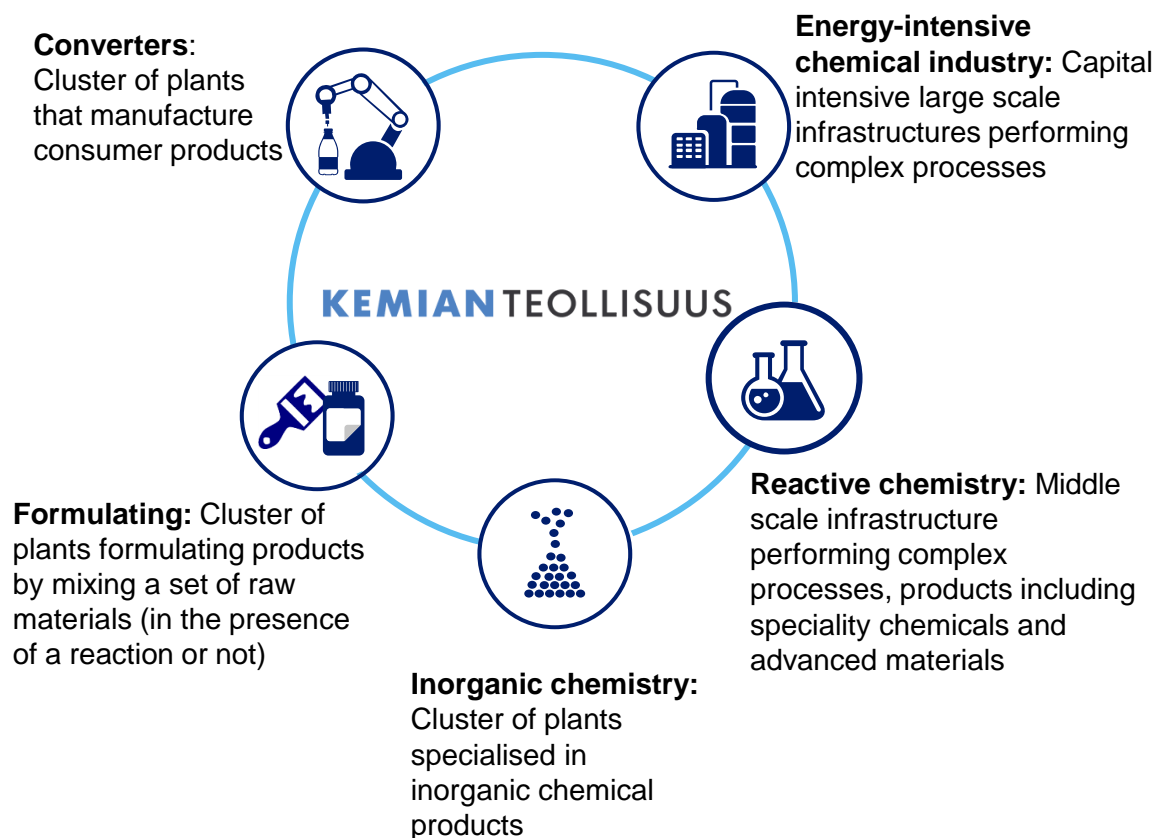 Converters:
Cluster of plants
that manufacture
consumer products
Energy-intensive
chemical industry: Capital
intensive large scale
infrastructures performing
complex processes
KEMIANTEOLLISUUS
Reactive chemistry: Middle
scale infrastructure
performing complex
processes, products including
speciality chemicals and
advanced materials
Formulating: Cluster of
plants formulating products
by mixing a set of raw
materials (in the presence
of a reaction or not)
Inorganic chemistry:
Cluster of plants
specialised in
inorganic chemical
products